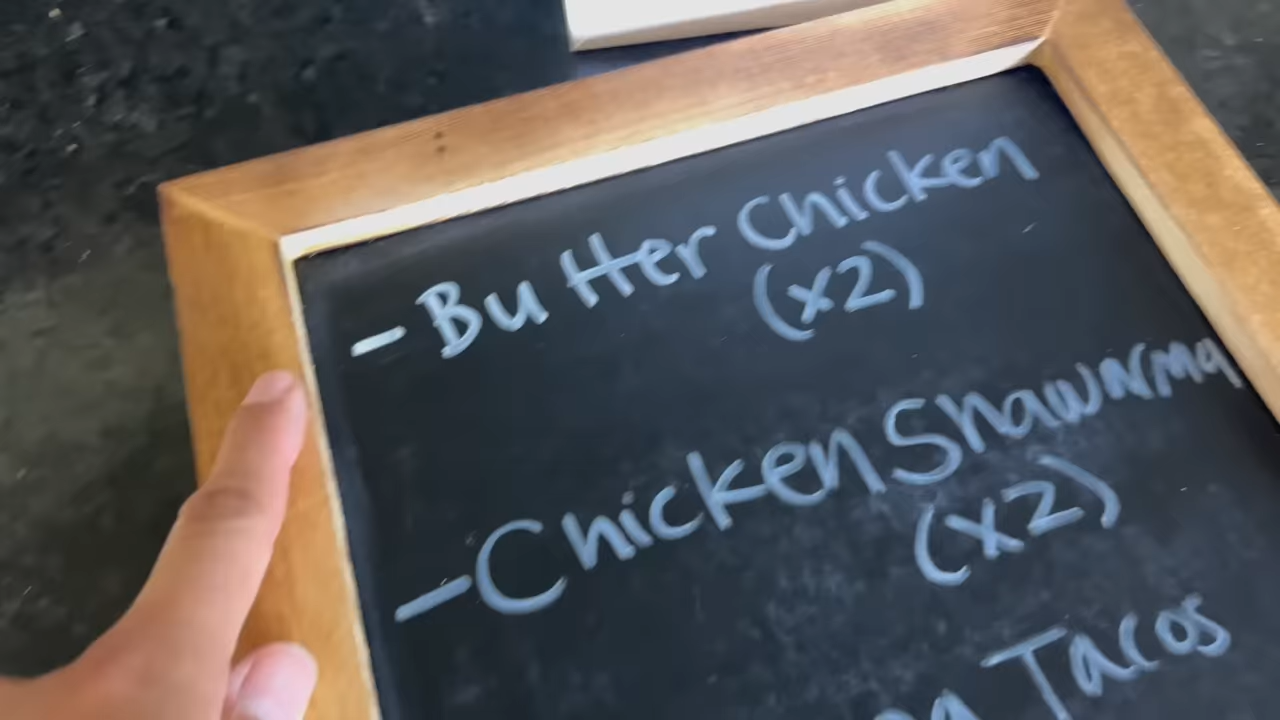 - Butter Chicken
(x2)
- Chicken Shawarma
(x2)
Tacos